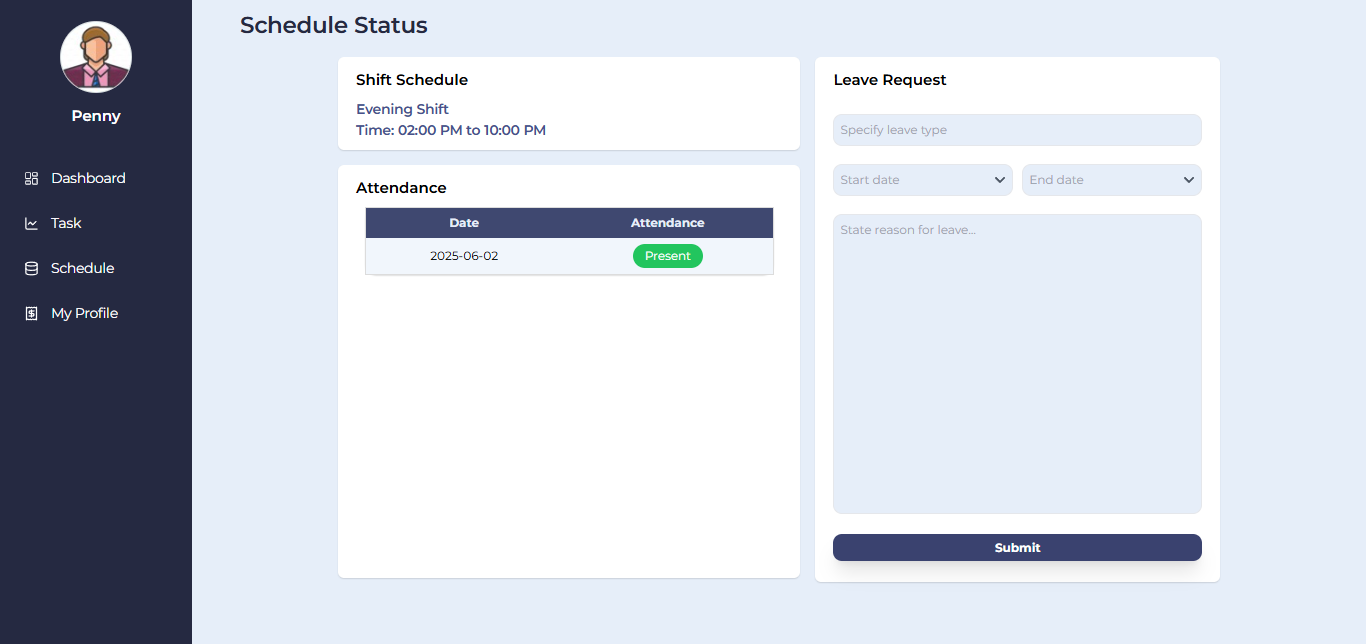 Penny
Dashboard
Task
Schedule
My Profile
Schedule Status
Shift Schedule
Evening Shift
Time: 02:00 PM to 10:00 PM
Attendance
Date Attendance
2025-06-02 Present
Leave Request
Specify leave type
Start date End date
State reason for leave...
Submit